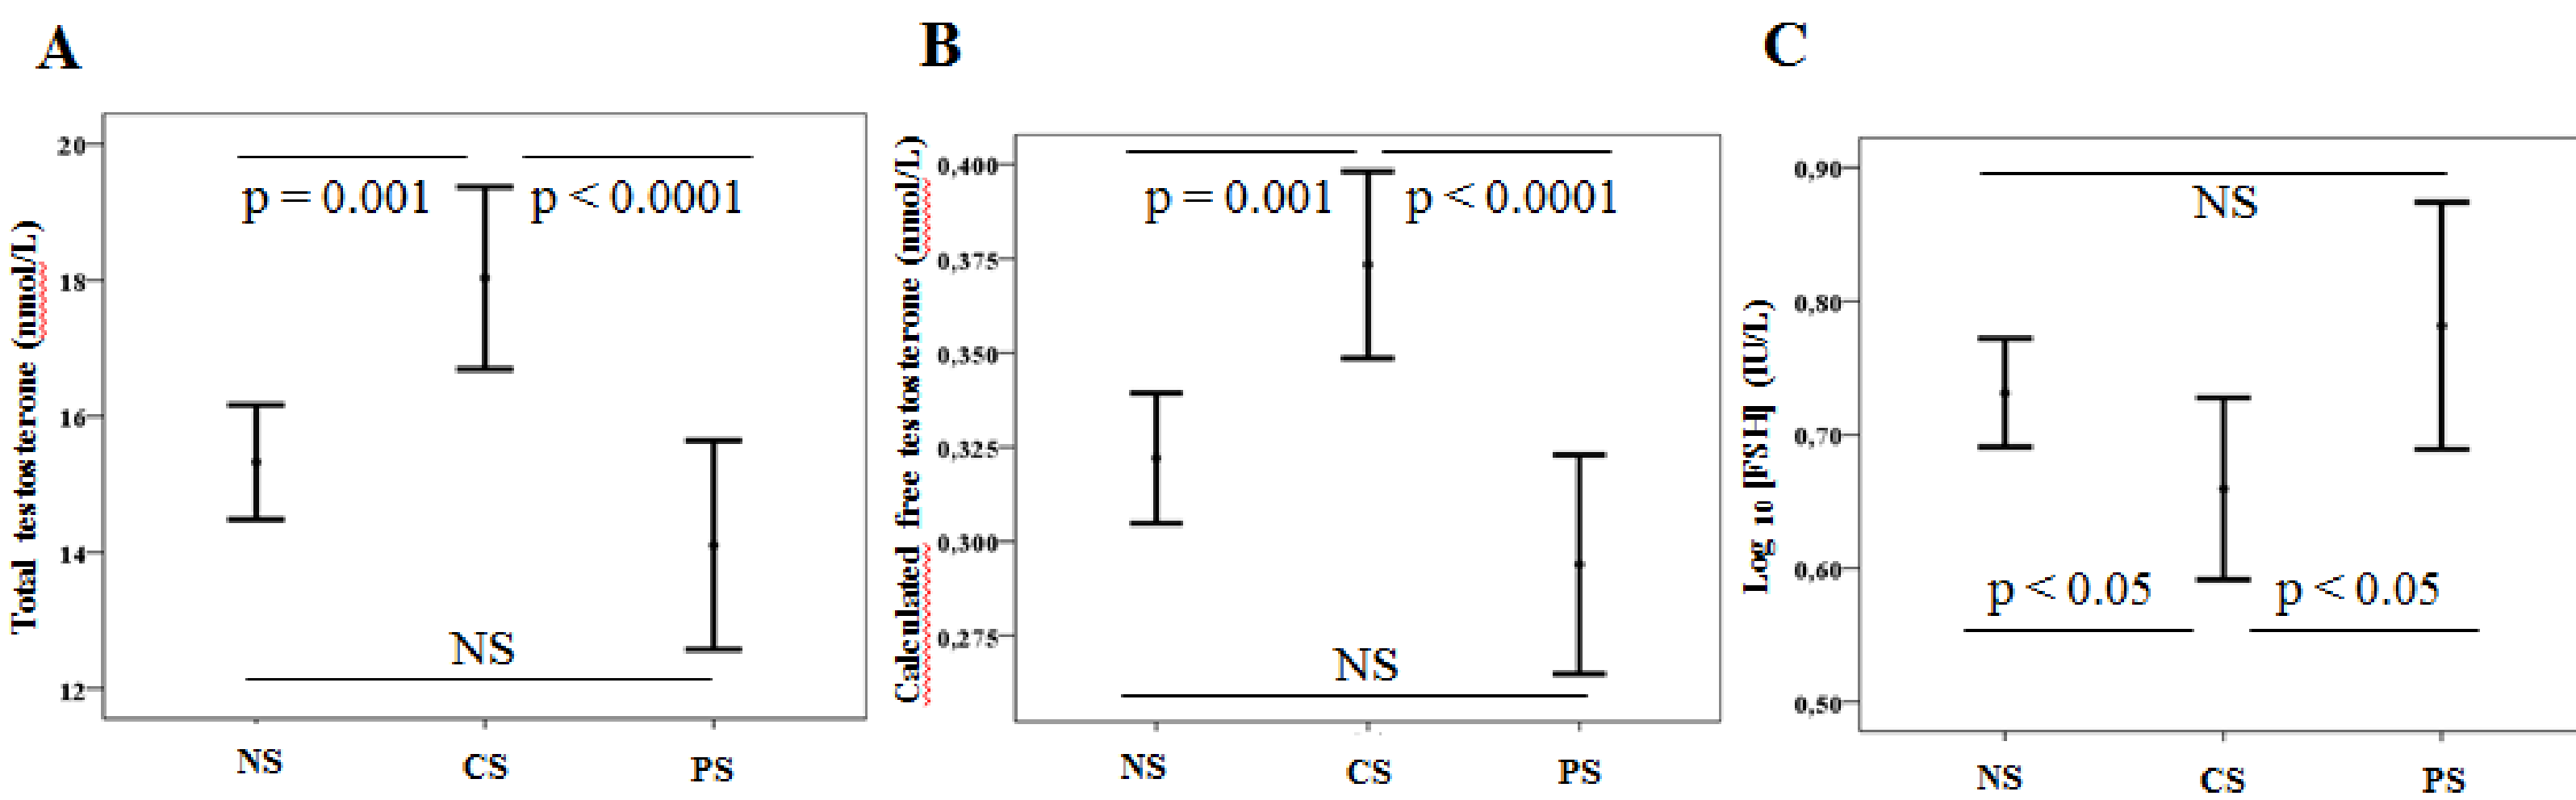 A
Total testosterone (nmol/L)
20
18
16
14
12
p = 0.001
p < 0.0001
NS
NS
CS
PS
B
Calculated free testosterone (nmol/L)
0,400
0,375
0,350
0,325
0,300
0,275
p = 0.001
p < 0.0001
NS
NS
CS
PS
C
Log 10 [FSH] (IU/L)
0,90
0,80
0,70
0,60
0,50
NS
p < 0.05
p < 0.05
NS
CS
PS